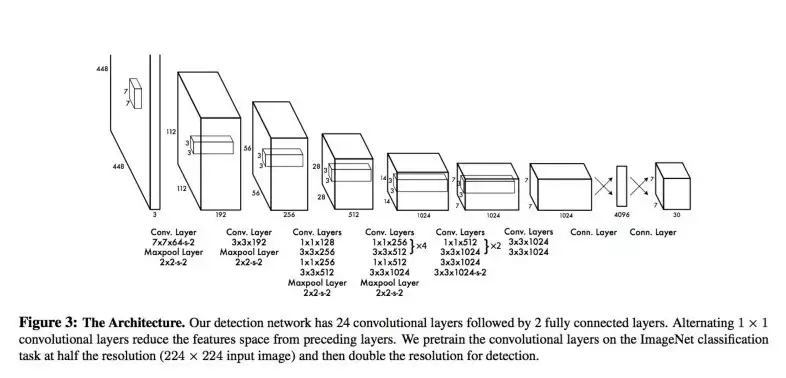 448
7
7
448
3
112
3
3
112
192
56
3
3
56
256
28
3
3
28
512
14
3
3
14
1024
7
3
3
7
1024
7
7
1024
4096
7
7
30
Conv. Layer
7x7x64-s-2
Maxpool Layer
2x2-s-2
Conv. Layer
3x3x192
Maxpool Layer
2x2-s-2
Conv. Layers
1x1x128
3x3x256
1x1x256
3x3x512
Maxpool Layer
2x2-s-2
Conv. Layers
1x1x256
3x3x512 }×4
1x1x512
3x3x1024
Maxpool Layer
2x2-s-2
Conv. Layers
1x1x512
3x3x1024 }×2
3x3x1024
3x3x1024-s-2
Conv. Layers
3x3x1024
3x3x1024
Conn. Layer
Conn. Layer
Figure 3: The Architecture. Our detection network has 24 convolutional layers followed by 2 fully connected layers. Alternating 1 × 1
convolutional layers reduce the features space from preceding layers. We pretrain the convolutional layers on the ImageNet classification
task at half the resolution (224 × 224 input image) and then double the resolution for detection.